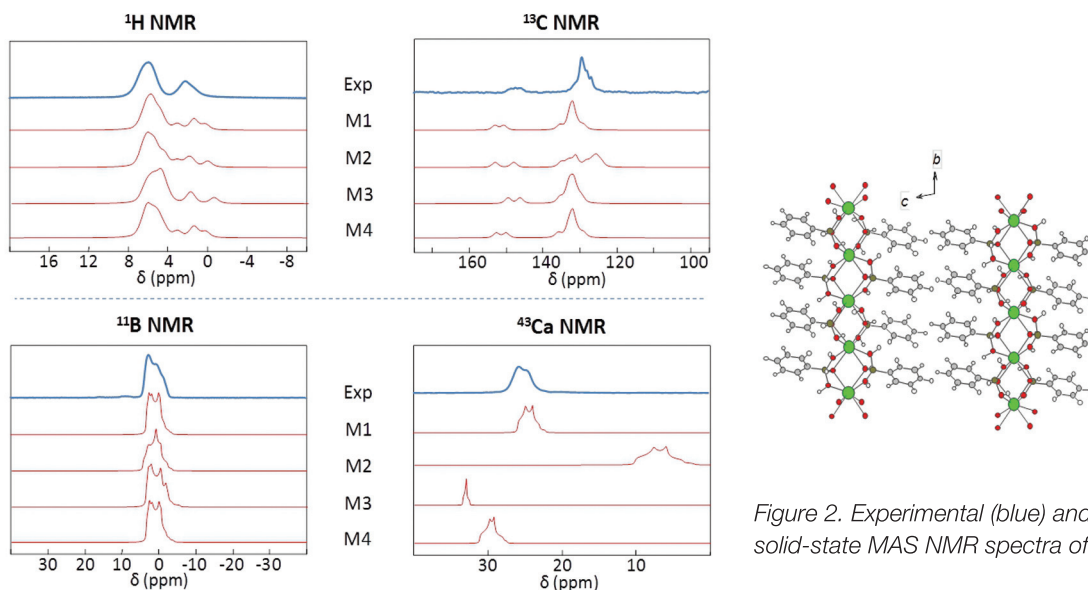 ¹H NMR
¹³C NMR
Exp
M1
M2
M3
M4
16 12 8 4 0 -4 -8
δ (ppm)
160 140 120 100
δ (ppm)
¹¹B NMR
⁴³Ca NMR
Exp
M1
M2
M3
M4
30 20 10 0 -10 -20 -30
δ (ppm)
30 20 10
δ (ppm)
b
c
Figure 2. Experimental (blue) and
solid-state MAS NMR spectra of